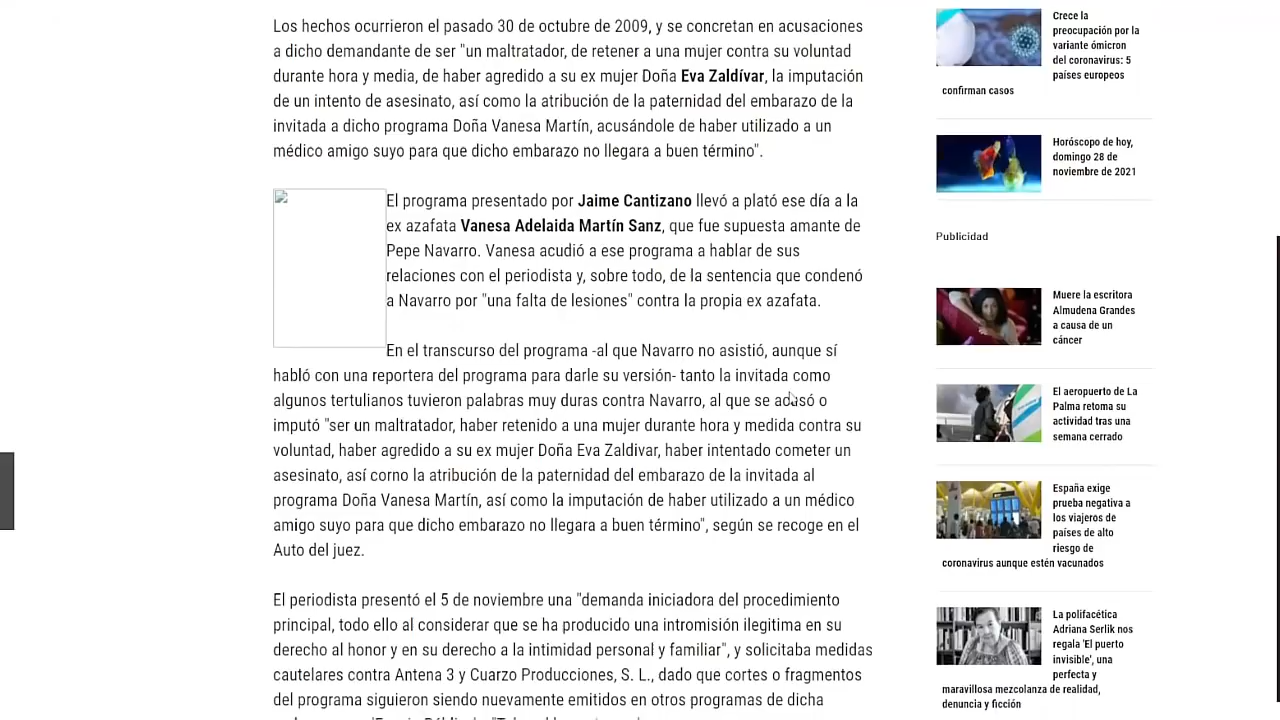 Los hechos ocurrieron el pasado 30 de octubre de 2009, y se concretan en acusaciones
a dicho demandante de ser "un maltratador, de retener a una mujer contra su voluntad
durante hora y media, de haber agredido a su ex mujer Doña Eva Zaldívar, la imputación
de un intento de asesinato, así como la atribución de la paternidad del embarazo de la
invitada a dicho programa Doña Vanesa Martín, acusándole de haber utilizado a un
médico amigo suyo para que dicho embarazo no llegara a buen término".
El programa presentado por Jaime Cantizano llevó a plató ese día a la
ex azafata Vanesa Adelaida Martín Sanz, que fue supuesta amante de
Pepe Navarro. Vanesa acudió a ese programa a hablar de sus
relaciones con el periodista y, sobre todo, de la sentencia que condenó
a Navarro por "una falta de lesiones" contra la propia ex azafata.
En el transcurso del programa -al que Navarro no asistió, aunque sí
habló con una reportera del programa para darle su versión- tanto la invitada como
algunos tertulianos tuvieron palabras muy duras contra Navarro, al que se acusó o
imputó "ser un maltratador, haber retenido a una mujer durante hora y medida contra su
voluntad, haber agredido a su ex mujer Doña Eva Zaldivar, haber intentado cometer un
asesinato, así corno la atribución de la paternidad del embarazo de la invitada al
programa Doña Vanesa Martín, así como la imputación de haber utilizado a un médico
amigo suyo para que dicho embarazo no llegara a buen término", según se recoge en el
Auto del juez.
El periodista presentó el 5 de noviembre una "demanda iniciadora del procedimiento
principal, todo ello al considerar que se ha producido una intromisión ilegitima en su
derecho al honor y en su derecho a la intimidad personal y familiar", y solicitaba medidas
cautelares contra Antena 3 y Cuarzo Producciones, S. L., dado que cortes o fragmentos
del programa siguieron siendo nuevamente emitidos en otros programas de dicha
Crece la
preocupación por la
variante ómicron
del coronavirus: 5
países europeos
confirman casos
Horóscopo de hoy,
domingo 28 de
noviembre de 2021
Publicidad
Muere la escritora
Almudena Grandes
a causa de un
cáncer
El aeropuerto de La
Palma retoma su
actividad tras una
semana cerrado
España exige
prueba negativa a
los viajeros de
países de alto
riesgo de
coronavirus aunque estén vacunados
La polifacética
Adriana Serlik nos
regala 'El puerto
invisible', una
perfecta y
maravillosa mezcolanza de realidad,
denuncia y ficción